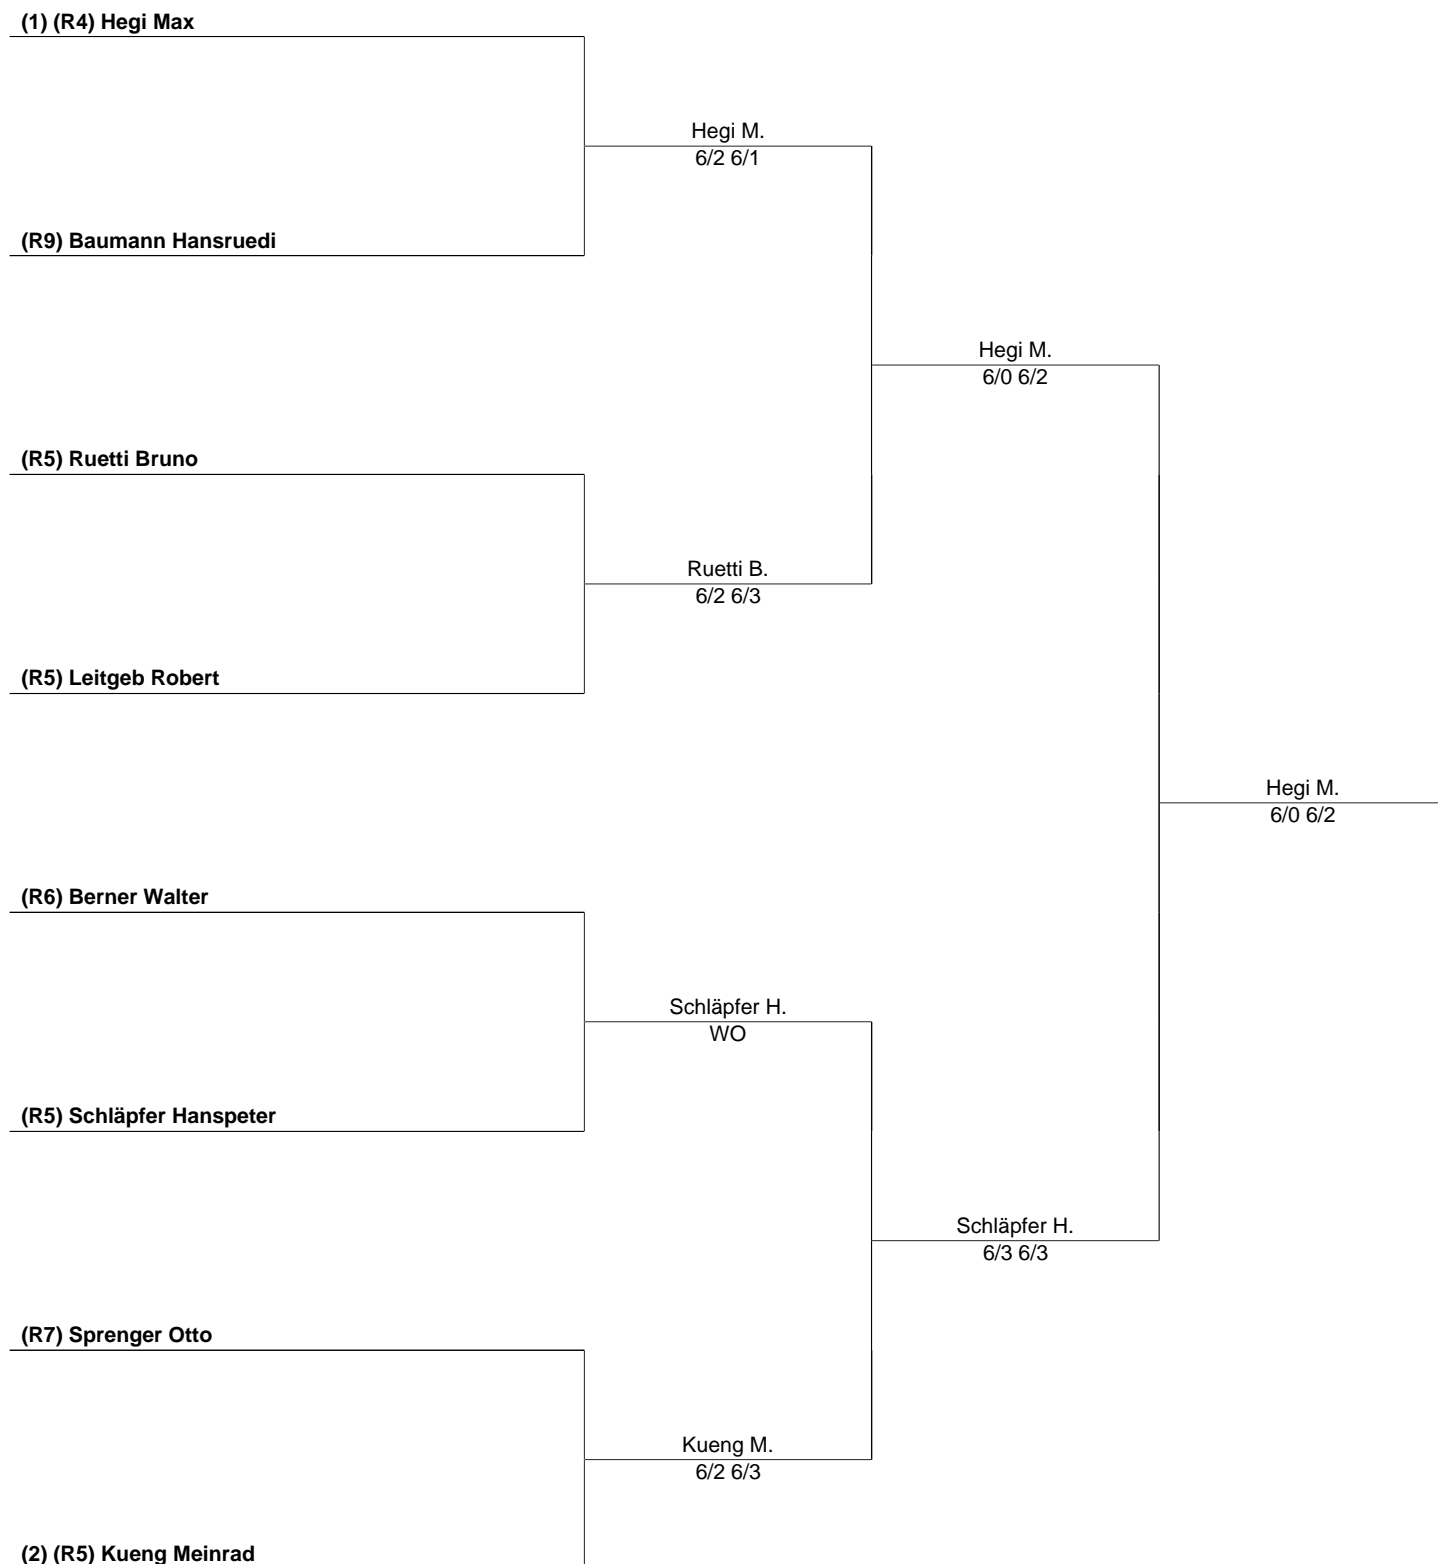 (1) (R4) Hegi Max
Hegi M.
6/2 6/1
(R9) Baumann Hansruedi
Hegi M.
6/0 6/2
(R5) Ruetti Bruno
Ruetti B.
6/2 6/3
(R5) Leitgeb Robert
Hegi M.
6/0 6/2
(R6) Berner Walter
Schläpfer H.
WO
(R5) Schläpfer Hanspeter
Schläpfer H.
6/3 6/3
(R7) Sprenger Otto
Kueng M.
6/2 6/3
(2) (R5) Kueng Meinrad